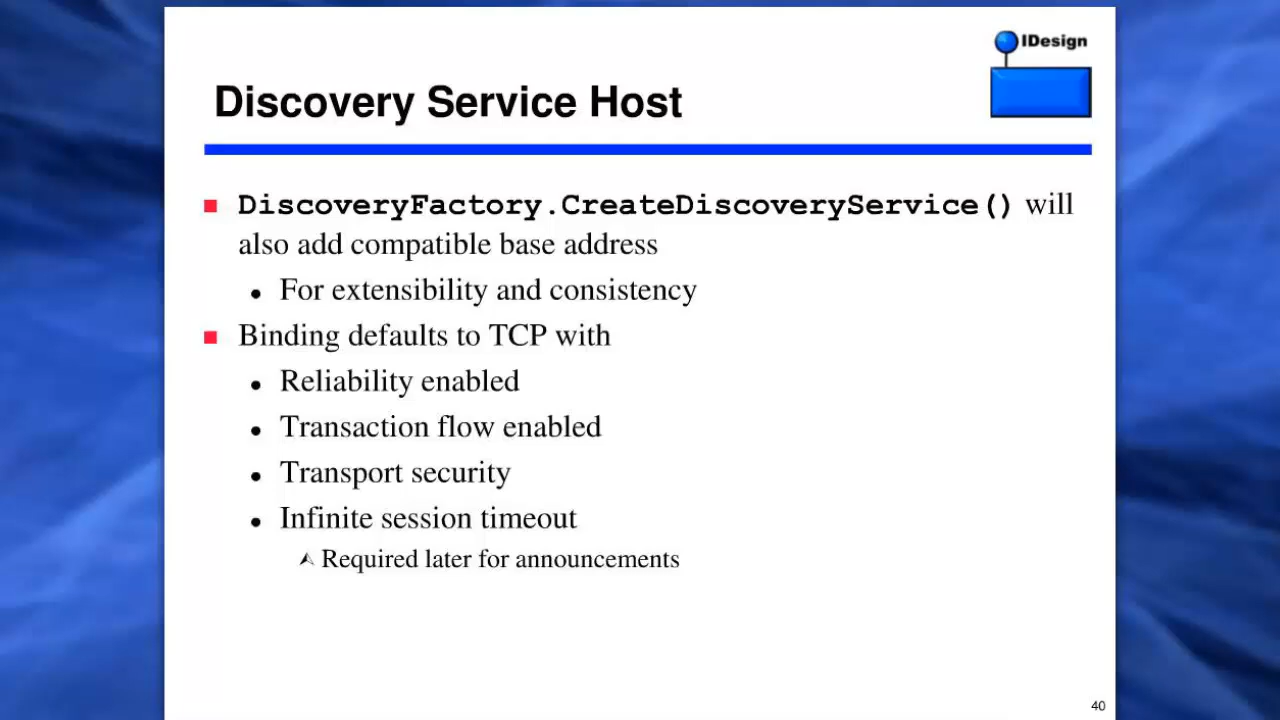 IDesign
Discovery Service Host
DiscoveryFactory.CreateDiscoveryService() will
also add compatible base address
For extensibility and consistency
Binding defaults to TCP with
Reliability enabled
Transaction flow enabled
Transport security
Infinite session timeout
Required later for announcements
40